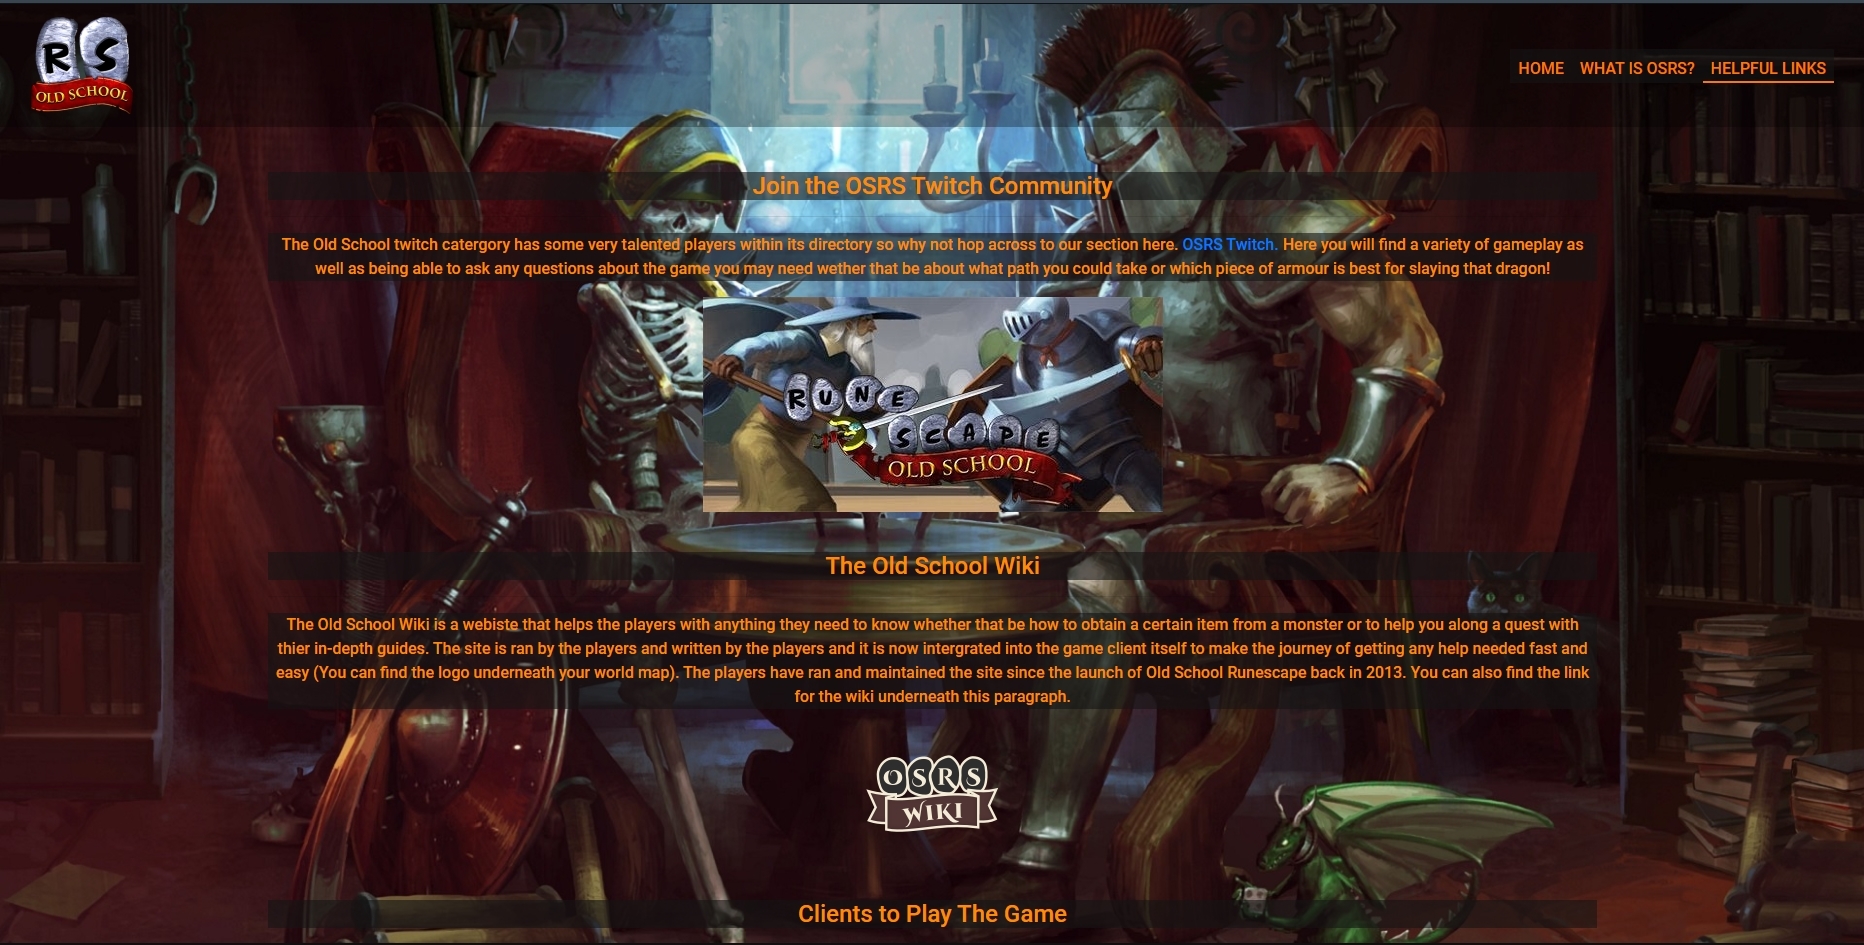 RS
OLD SCHOOL
HOME WHAT IS OSRS? HELPFUL LINKS
Join the OSRS Twitch Community
The Old School twitch catergory has some very talented players within its directory so why not hop across to our section here. OSRS Twitch. Here you will find a variety of gameplay as
well as being able to ask any questions about the game you may need wether that be about what path you could take or which piece of armour is best for slaying that dragon!
RUNE
SCAPE
OLD SCHOOL
The Old School Wiki
The Old School Wiki is a webiste that helps the players with anything they need to know whether that be how to obtain a certain item from a monster or to help you along a quest with
thier in-depth guides. The site is ran by the players and written by the players and it is now intergrated into the game client itself to make the journey of getting any help needed fast and
easy (You can find the logo underneath your world map). The players have ran and maintained the site since the launch of Old School Runescape back in 2013. You can also find the link
for the wiki underneath this paragraph.
OSRS
WIKI
Clients to Play The Game